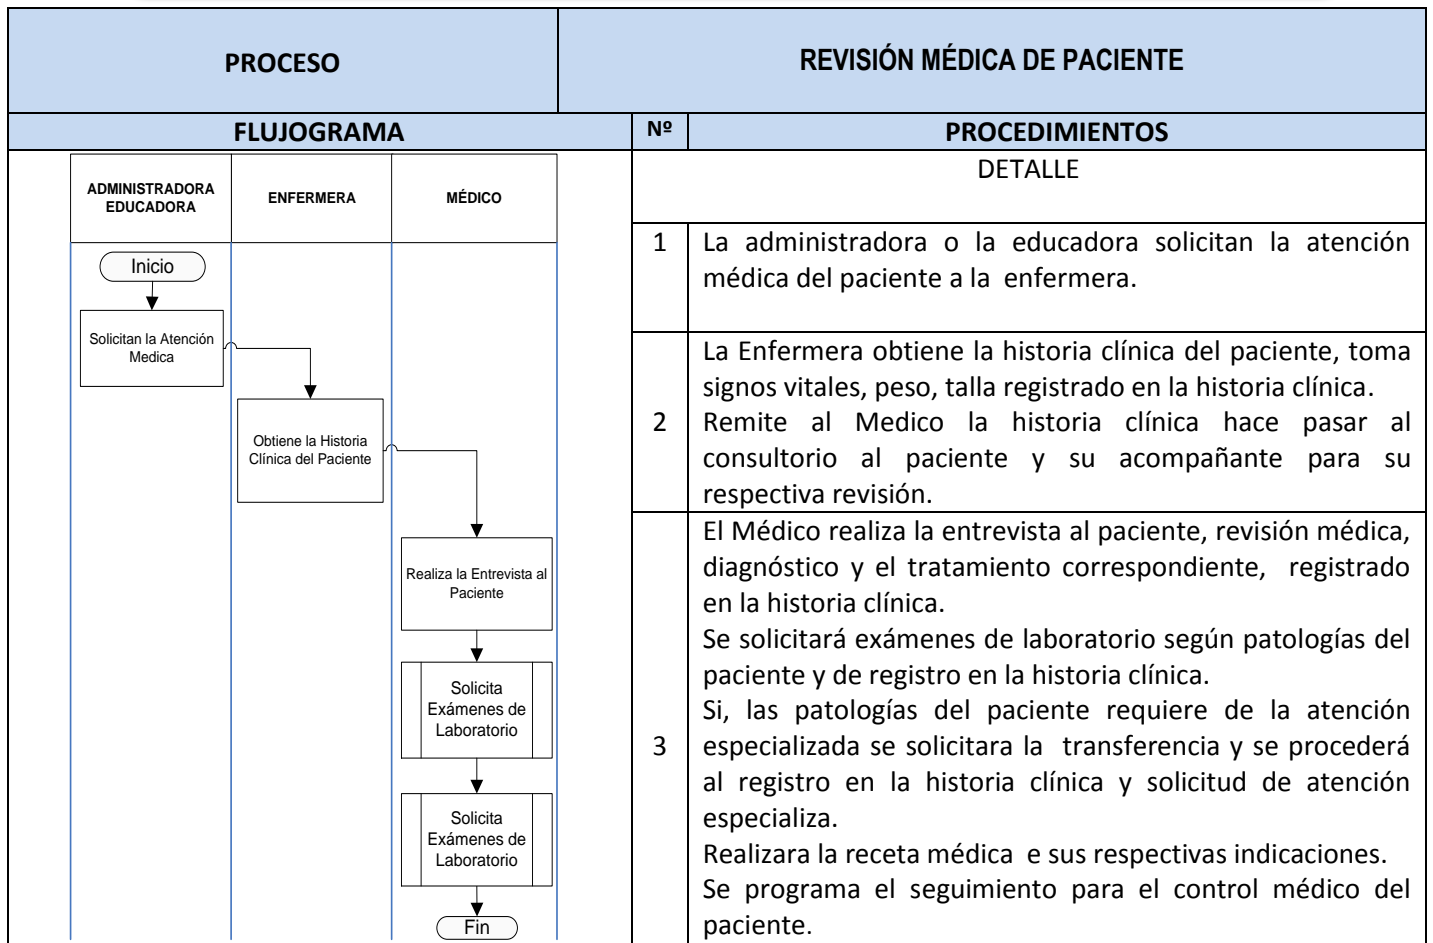 PROCESO
REVISIÓN MÉDICA DE PACIENTE
FLUJOGRAMA
Nº
PROCEDIMIENTOS
ADMINISTRADORA
EDUCADORA
ENFERMERA
MÉDICO
Inicio
Solicitan la Atención
Medica
Obtiene la Historia
Clínica del Paciente
Realiza la Entrevista al
Paciente
Solicita
Exámenes de
Laboratorio
Solicita
Exámenes de
Laboratorio
Fin
DETALLE
1
La administradora o la educadora solicitan la atención
médica del paciente a la enfermera.
2
La Enfermera obtiene la historia clínica del paciente, toma
signos vitales, peso, talla registrado en la historia clínica.
Remite al Medico la historia clínica hace pasar al
consultorio al paciente y su acompañante para su
respectiva revisión.
3
El Médico realiza la entrevista al paciente, revisión médica,
diagnóstico y el tratamiento correspondiente, registrado
en la historia clínica.
Se solicitará exámenes de laboratorio según patologías del
paciente y de registro en la historia clínica.
Si, las patologías del paciente requiere de la atención
especializada se solicitara la transferencia y se procederá
al registro en la historia clínica y solicitud de atención
especializa.
Realizara la receta médica e sus respectivas indicaciones.
Se programa el seguimiento para el control médico del
paciente.